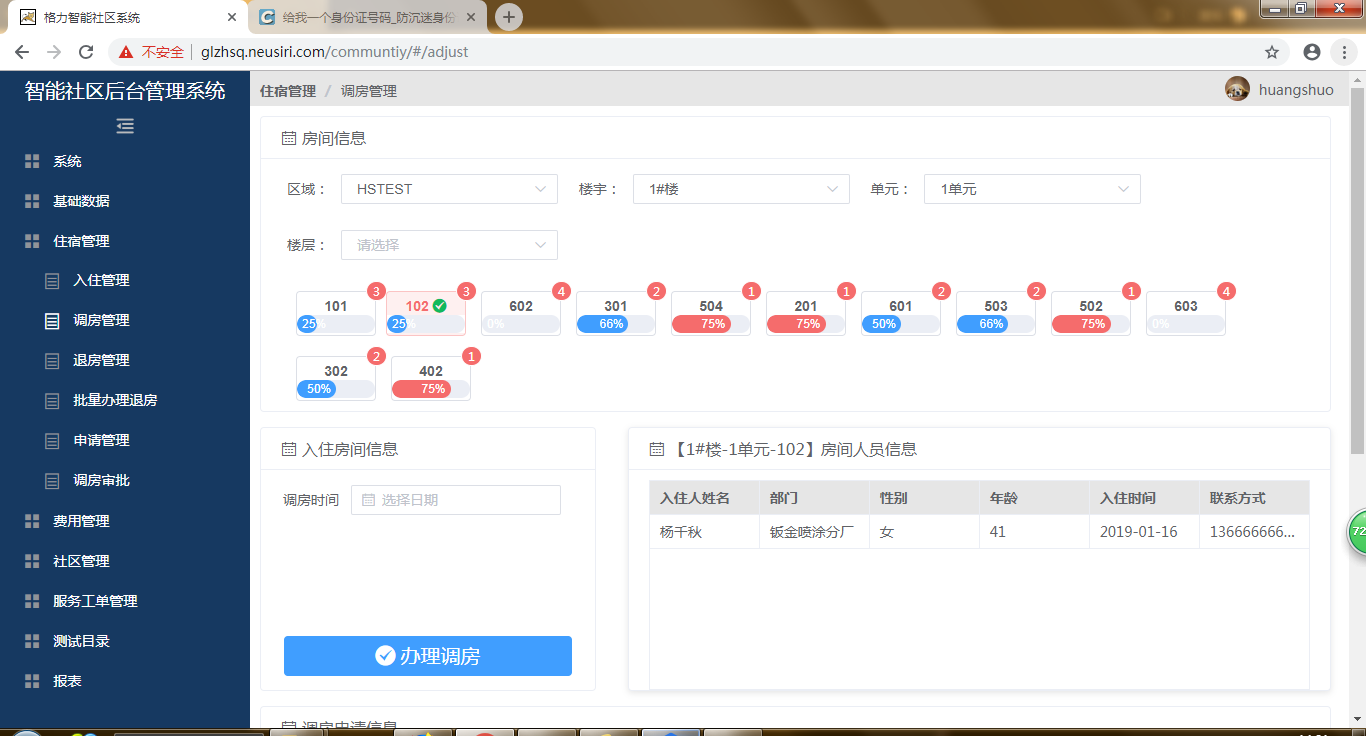 格力智能社区系统
给我一个身份证号码_防沉迷身份
不安全
glzhsq.neusiri.com/communtiy/#/adjust
智能社区后台管理系统
系统
基础数据
住宿管理
入住管理
调房管理
退房管理
批量办理退房
申请管理
调房审批
费用管理
社区管理
服务工单管理
测试目录
报表
住宿管理 / 调房管理
huangshuo
房间信息
区域： HSTEST 楼宇： 1#楼 单元： 1单元
楼层： 请选择
3 3 4 2 1 1 2 2 1 4
101 102 602 301 504 201 601 503 502 603
25% 25% 0% 66% 75% 75% 50% 66% 75% 0%
2 1
302 402
50% 75%
入住房间信息
调房时间 选择日期
办理调房
【1#楼-1单元-102】房间人员信息
入住人姓名 部门 性别 年龄 入住时间 联系方式
杨千秋 钣金喷涂分厂 女 41 2019-01-16 136666666...
72
调房申请信息